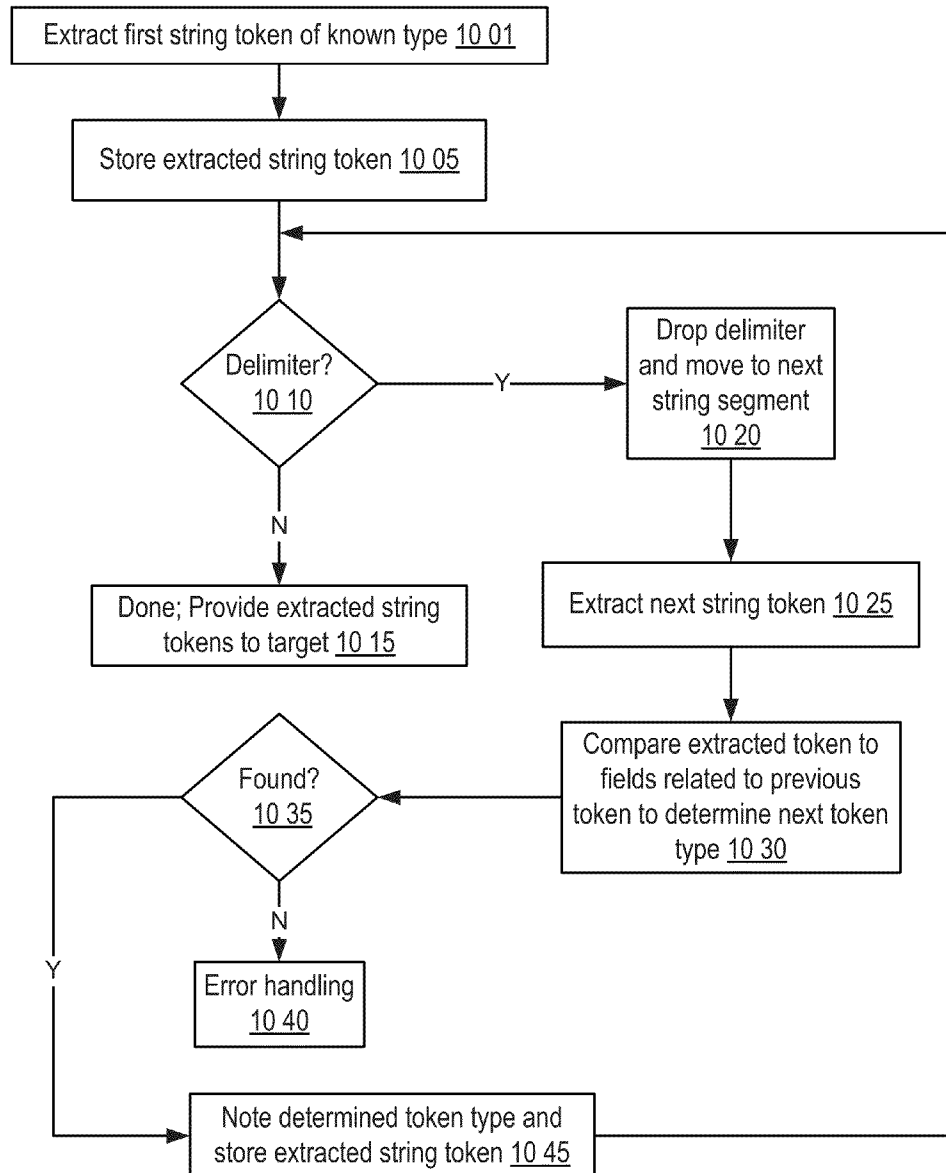 Extract first string token of known type 10 01
Store extracted string token 10 05
Delimiter?
10 10
Y
Drop delimiter
and move to next
string segment
10 20
N
Done; Provide extracted string
tokens to target 10 15
Extract next string token 10 25
Compare extracted token to
fields related to previous
token to determine next token
type 10 30
Found?
10 35
N
Y
Error handling
10 40
Note determined token type and
store extracted string token 10 45